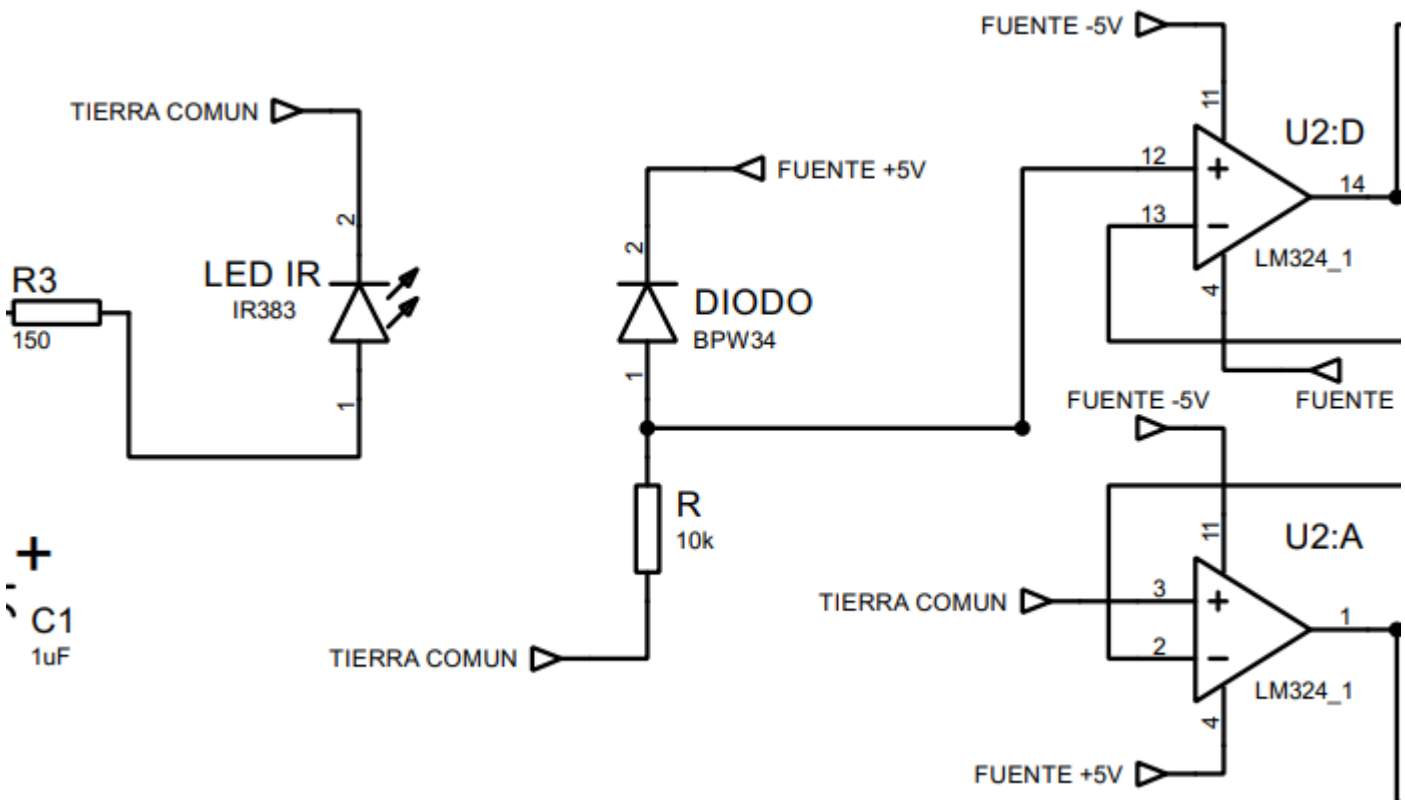 FUENTE -5V
TIERRA COMUN
11
U2:D
12
FUENTE +5V
14
13
2
2
LM324_1
R3
LED IR
DIODO
4
150
IR383
BPW34
1
1
FUENTE -5V
FUENTE
R
10k
11
U2:A
+
C1
1uF
TIERRA COMUN
3
1
2
TIERRA COMUN
LM324_1
4
FUENTE +5V